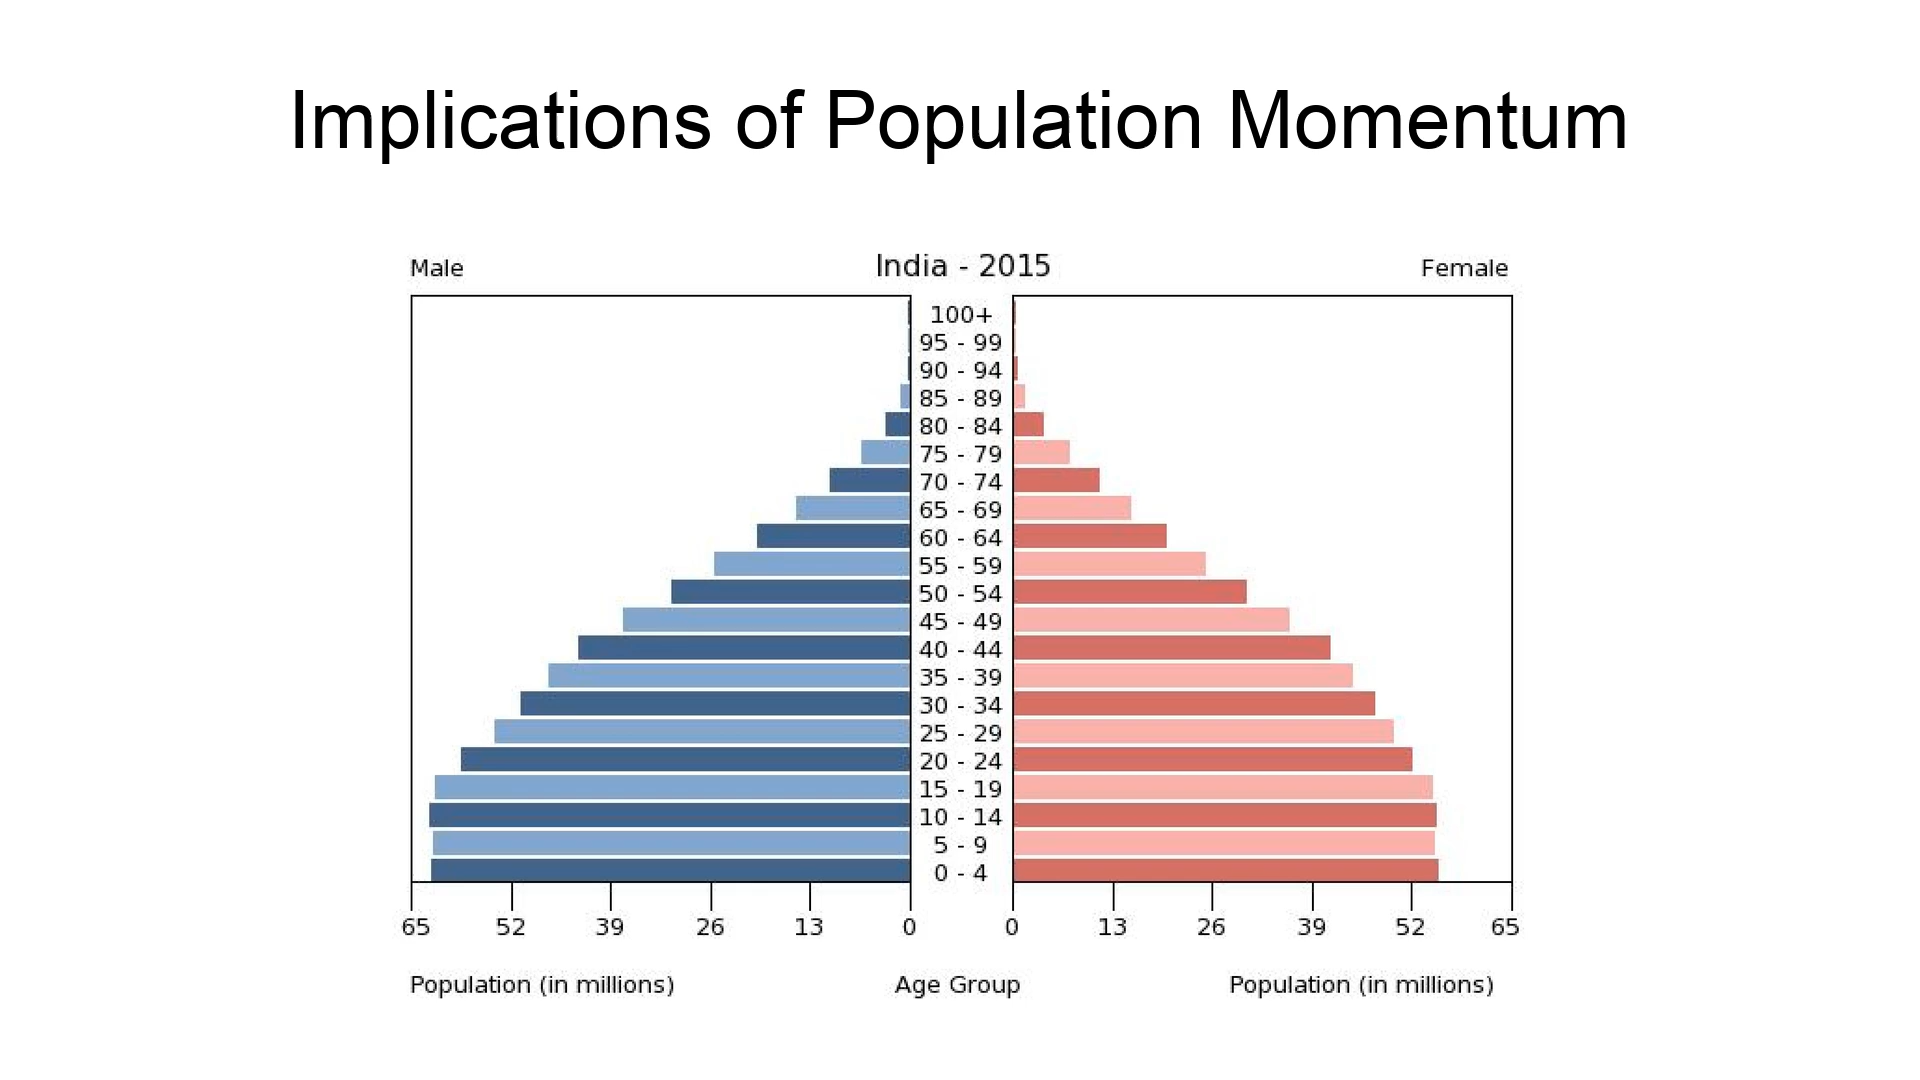 Implications of Population Momentum
Male India - 2015 Female
100+
95 - 99
90 - 94
85 - 89
80 - 84
75 - 79
70 - 74
65 - 69
60 - 64
55 - 59
50 - 54
45 - 49
40 - 44
35 - 39
30 - 34
25 - 29
20 - 24
15 - 19
10 - 14
5 - 9
0 - 4
65 52 39 26 13 0 0 13 26 39 52 65
Population (in millions) Age Group Population (in millions)